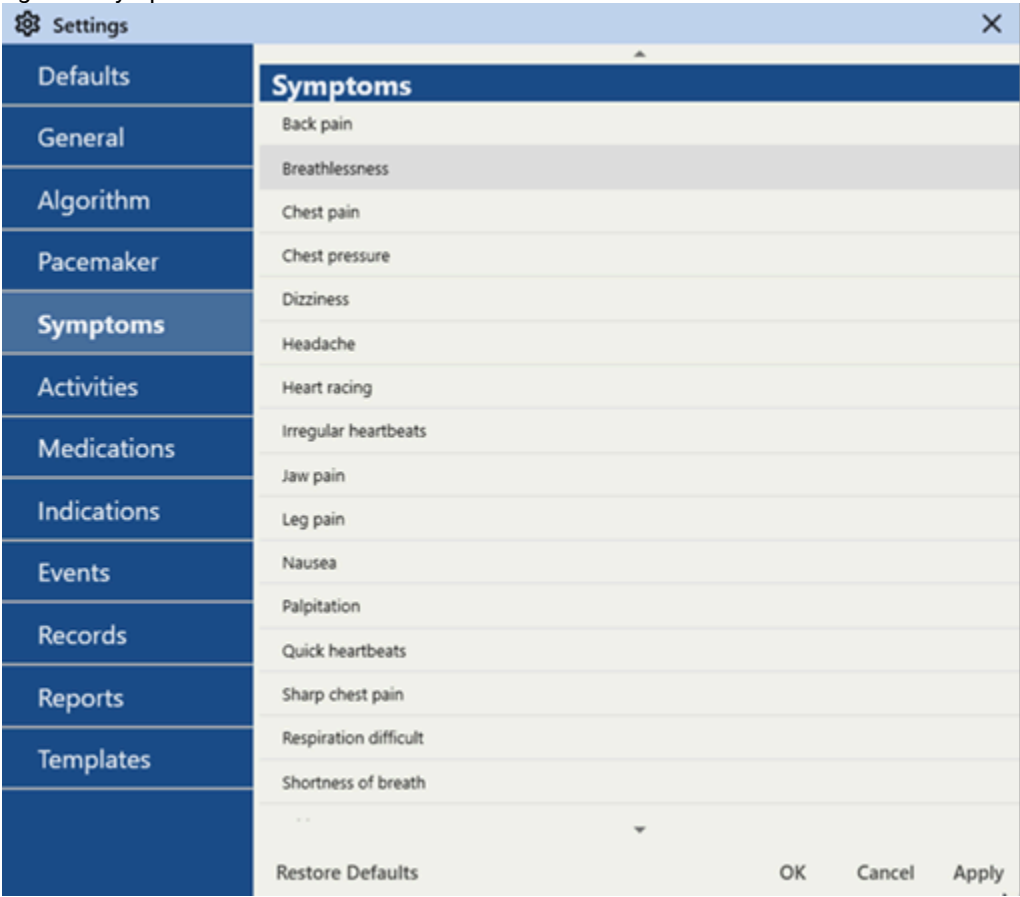 Settings
Defaults
General
Algorithm
Pacemaker
Symptoms
Activities
Medications
Indications
Events
Records
Reports
Templates
Symptoms
Back pain
Breathlessness
Chest pain
Chest pressure
Dizziness
Headache
Heart racing
Irregular heartbeats
Jaw pain
Leg pain
Nausea
Palpitation
Quick heartbeats
Sharp chest pain
Respiration difficult
Shortness of breath
Restore Defaults
OK Cancel Apply